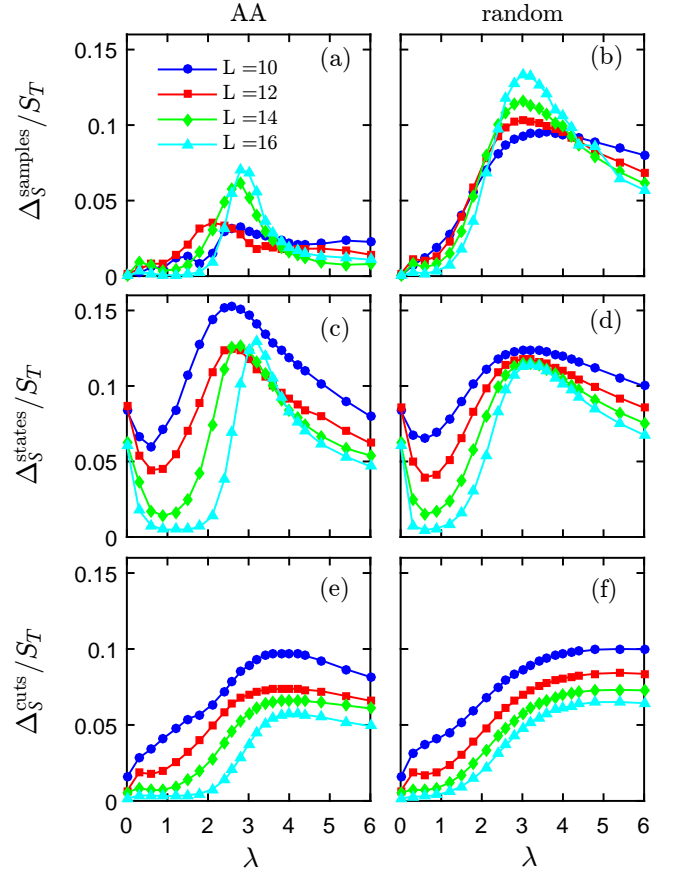 AA random
0.15
0.1
0.05
0
Δ_S^samples/S_T
(a)
L =10
L =12
L =14
L =16
(b)
0.15
0.1
0.05
0
Δ_S^states/S_T
(c)
(d)
0.15
0.1
0.05
0
Δ_S^cuts/S_T
(e)
(f)
0 1 2 3 4 5 6 0 1 2 3 4 5 6
λ λ